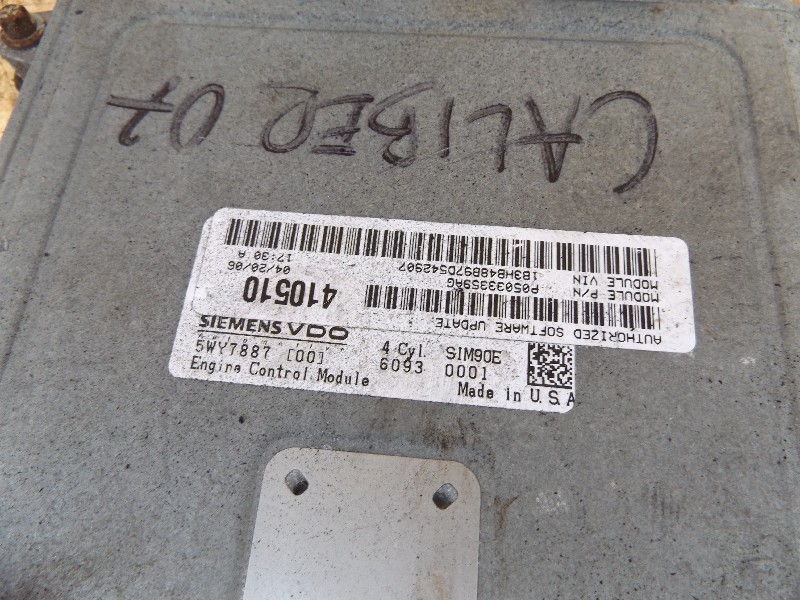 CALIBER 07
AUTHORIZED SOFTWARE UPDATE
MODULE P/N P05033359AG
MODULE VIN 1B3HB48B97D542907
410510
04/20/06
17:30 A
SIEMENS VDO
5WY7887 [00] 4 Cyl. SIM90E
6093 0001
Engine Control Module Made in U.S.A